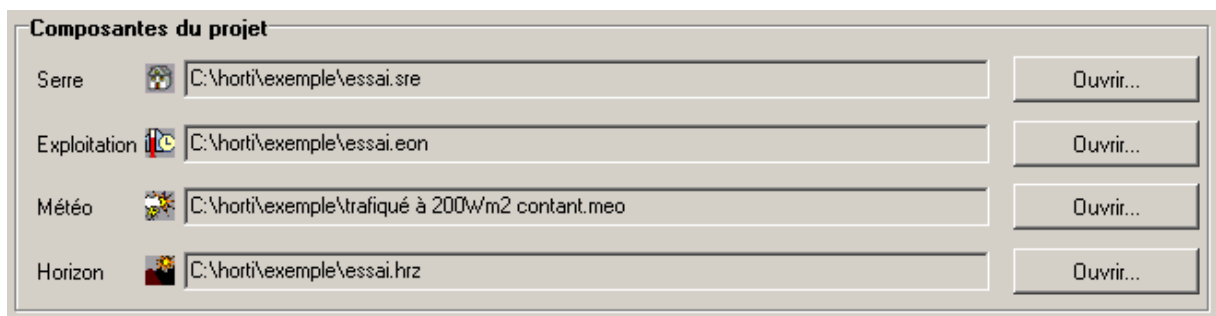 Composantes du projet
Serre C:\horti\exemple\essai.sre Ouvrir...
Exploitation C:\horti\exemple\essai.eon Ouvrir...
Météo C:\horti\exemple\trafiqué à 200Wm2 contant.meo Ouvrir...
Horizon C:\horti\exemple\essai.hrz Ouvrir...